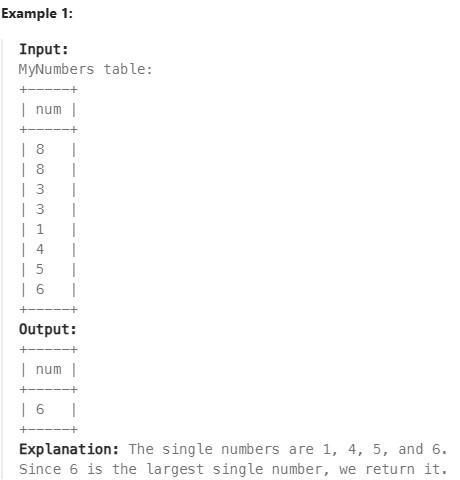 Example 1:
Input:
MyNumbers table:
+-----+
| num |
+-----+
| 8   |
| 8   |
| 3   |
| 3   |
| 1   |
| 4   |
| 5   |
| 6   |
+-----+
Output:
+-----+
| num |
+-----+
| 6   |
+-----+
Explanation: The single numbers are 1, 4, 5, and 6.
Since 6 is the largest single number, we return it.